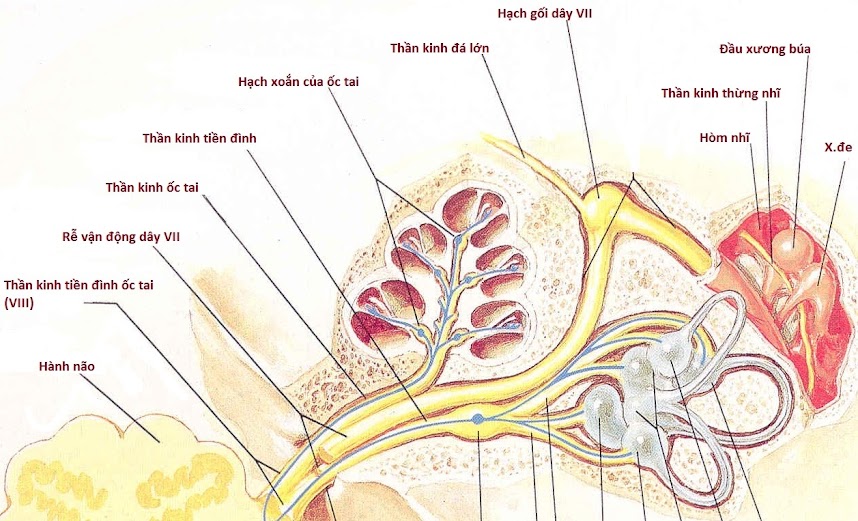 Hạch gối dây VII
Thần kinh đá lớn
Đầu xương búa
Hạch xoắn của ốc tai
Thần kinh thừng nhĩ
Thần kinh tiền đình
Hòm nhĩ
X.đe
Thần kinh ốc tai
Rễ vận động dây VII
Thần kinh tiền đình ốc tai
(VIII)
Hành não